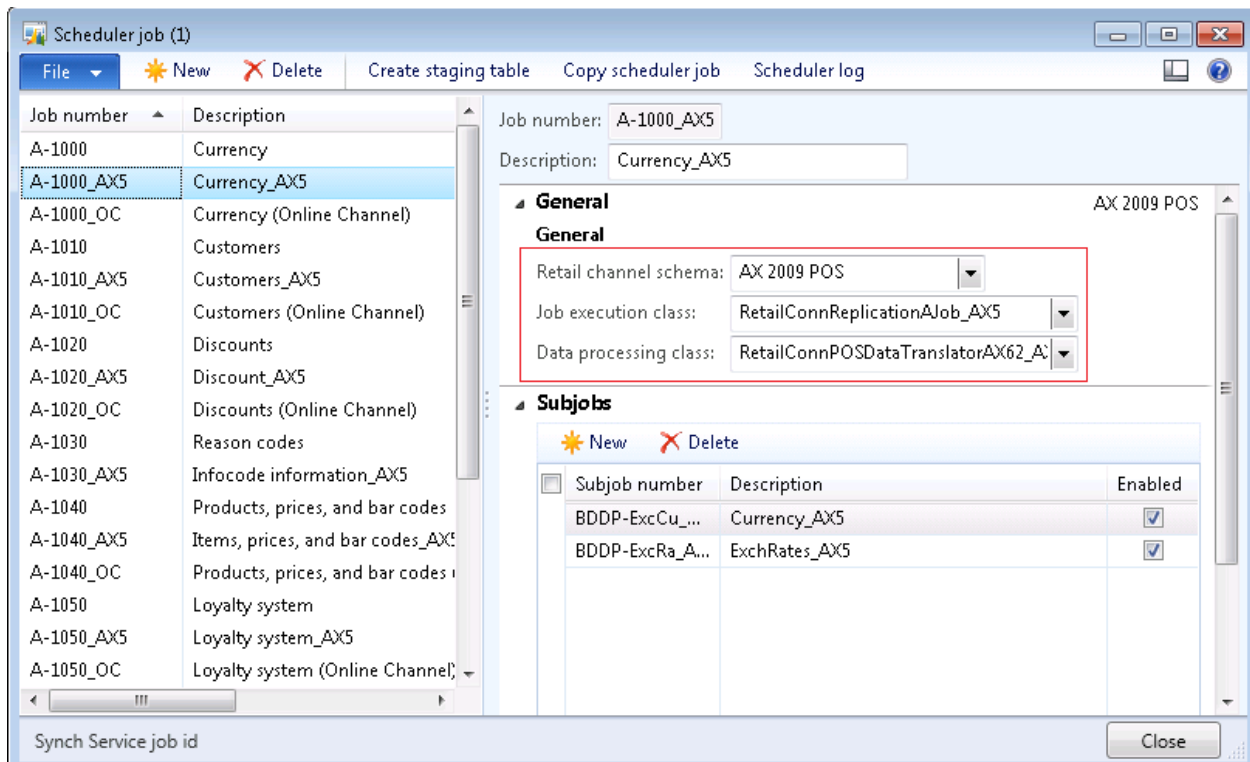 Scheduler job (1)
File New Delete Create staging table Copy scheduler job Scheduler log
Job number Description
A-1000 Currency
A-1000_AX5 Currency_AX5
A-1000_OC Currency (Online Channel)
A-1010 Customers
A-1010_AX5 Customers_AX5
A-1010_OC Customers (Online Channel)
A-1020 Discounts
A-1020_AX5 Discount_AX5
A-1020_OC Discounts (Online Channel)
A-1030 Reason codes
A-1030_AX5 Infocode information_AX5
A-1040 Products, prices, and bar codes
A-1040_AX5 Items, prices, and bar codes_AX5
A-1040_OC Products, prices, and bar codes
A-1050 Loyalty system
A-1050_AX5 Loyalty system_AX5
A-1050_OC Loyalty system (Online Channel)
Job number: A-1000_AX5
Description: Currency_AX5
General AX 2009 POS
General
Retail channel schema: AX 2009 POS
Job execution class: RetailConnReplicationAJob_AX5
Data processing class: RetailConnPOSDataTranslatorAX62_A
Subjobs
New Delete
Subjob number Description Enabled
BDDP-ExcCu_... Currency_AX5
BDDP-ExcRa_A... ExchRates_AX5
Synch Service job id
Close